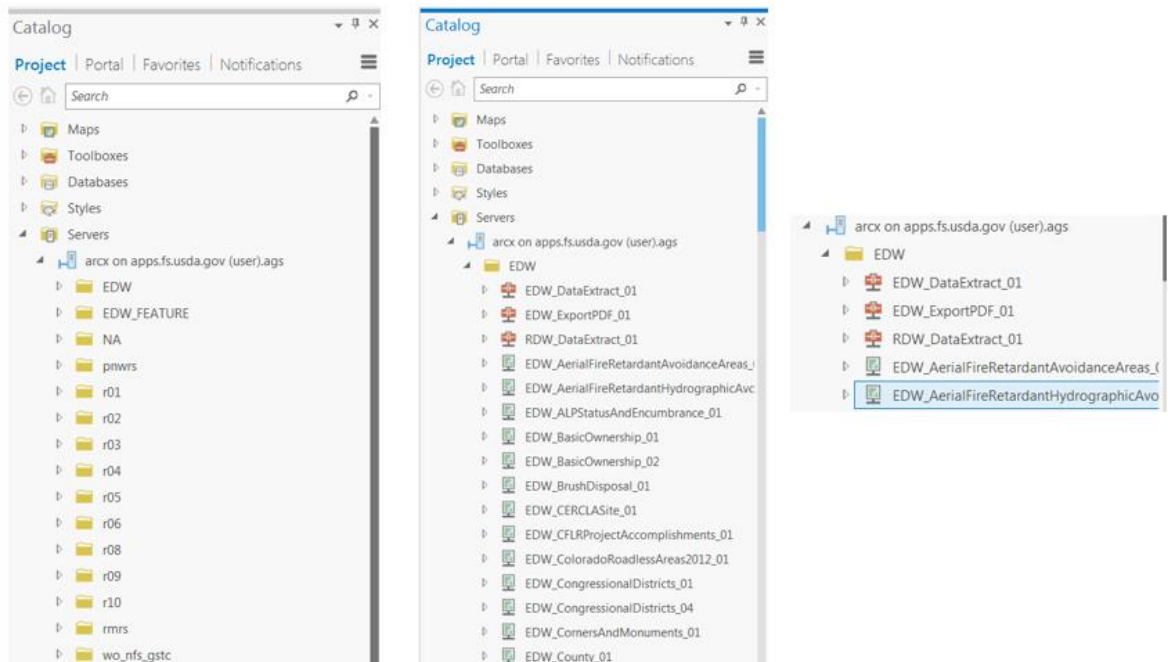 Catalog
Project Portal Favorites Notifications
Search
Maps
Toolboxes
Databases
Styles
Servers
arcx on apps.fs.usda.gov (user).ags
EDW
EDW_FEATURE
NA
pnwrs
r01
r02
r03
r04
r05
r06
r08
r09
r10
rmrs
wo_nfs_gstc
Catalog
Project Portal Favorites Notifications
Search
Maps
Toolboxes
Databases
Styles
Servers
arcx on apps.fs.usda.gov (user).ags
EDW
EDW_DataExtract_01
EDW_ExportPDF_01
RDW_DataExtract_01
EDW_AerialFireRetardantAvoidanceAreas_
EDW_AerialFireRetardantHydrographicAvc
EDW_ALPStatusAndEncumbrance_01
EDW_BasicOwnership_01
EDW_BasicOwnership_02
EDW_BrushDisposal_01
EDW_CERCLASite_01
EDW_CFLRProjectAccomplishments_01
EDW_ColoradoRoadlessAreas2012_01
EDW_CongressionalDistricts_01
EDW_CongressionalDistricts_04
EDW_CornersAndMonuments_01
EDW_County_01
arcx on apps.fs.usda.gov (user).ags
EDW
EDW_DataExtract_01
EDW_ExportPDF_01
RDW_DataExtract_01
EDW_AerialFireRetardantAvoidanceAreas_(
EDW_AerialFireRetardantHydrographicAvo